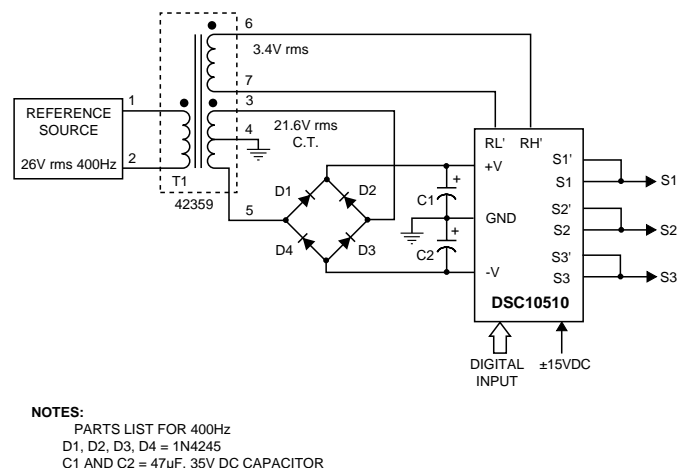 6
3.4V rms
7
1
3
REFERENCE
SOURCE
21.6V rms
4
C.T.
RL'
RH'
26V rms 400Hz
2
T1
42359
5
D1
D2
D4
D3
C1
+
C2
+
+V
GND
-V
S1'
S1
S1
S2'
S2
S2
S3'
S3
S3
DSC10510
DIGITAL
INPUT
±15VDC
NOTES:
PARTS LIST FOR 400Hz
D1, D2, D3, D4 = 1N4245
C1 AND C2 = 47µF, 35V DC CAPACITOR